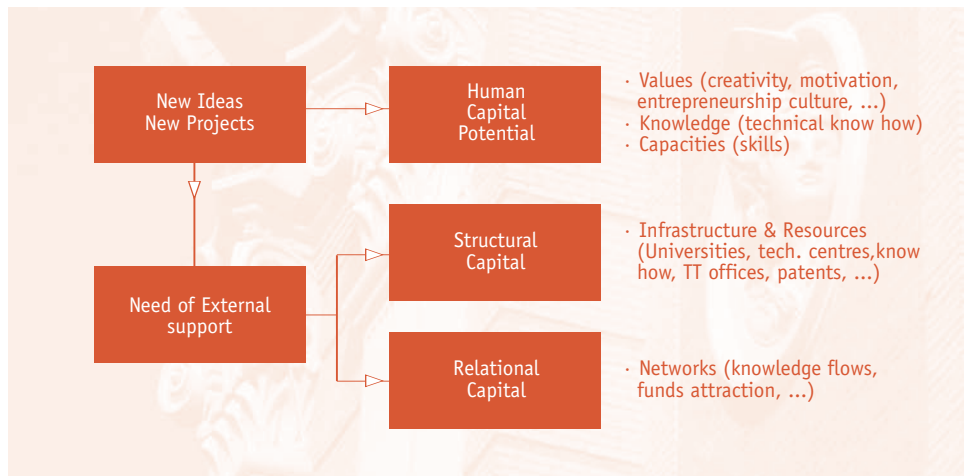 New Ideas
New Projects
Human
Capital
Potential
· Values (creativity, motivation,
entrepreneurship culture, ...)
· Knowledge (technical know how)
· Capacities (skills)
Need of External
support
Structural
Capital
· Infrastructure & Resources
(Universities, tech. centres,know
how, TT offices, patents, ...)
Relational
Capital
· Networks (knowledge flows,
funds attraction, ...)